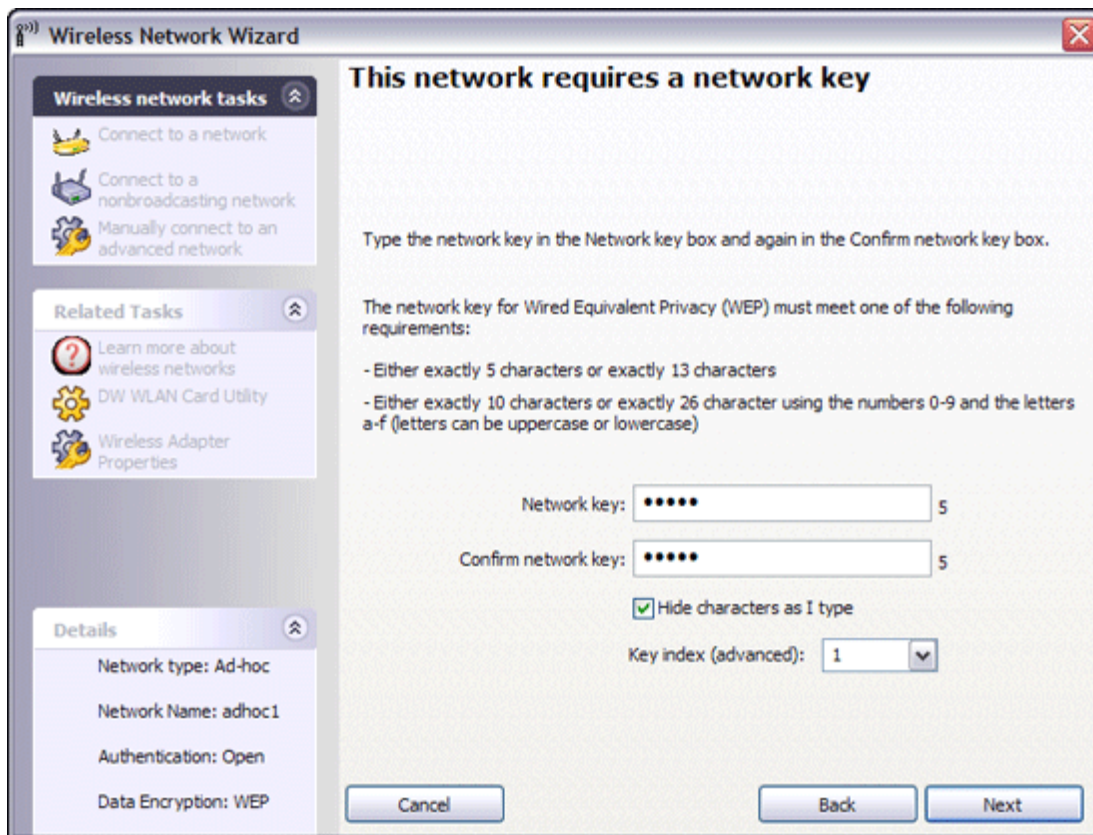 Wireless Network Wizard
Wireless network tasks
Connect to a network
Connect to a
nonbroadcasting network
Manually connect to an
advanced network
Related Tasks
Learn more about
wireless networks
DW WLAN Card Utility
Wireless Adapter
Properties
Details
Network type: Ad-hoc
Network Name: adhoc1
Authentication: Open
Data Encryption: WEP
This network requires a network key
Type the network key in the Network key box and again in the Confirm network key box.
The network key for Wired Equivalent Privacy (WEP) must meet one of the following
requirements:
- Either exactly 5 characters or exactly 13 characters
- Either exactly 10 characters or exactly 26 character using the numbers 0-9 and the letters
a-f (letters can be uppercase or lowercase)
Network key: ••••• 5
Confirm network key: ••••• 5
Hide characters as I type
Key index (advanced): 1
Cancel Back Next